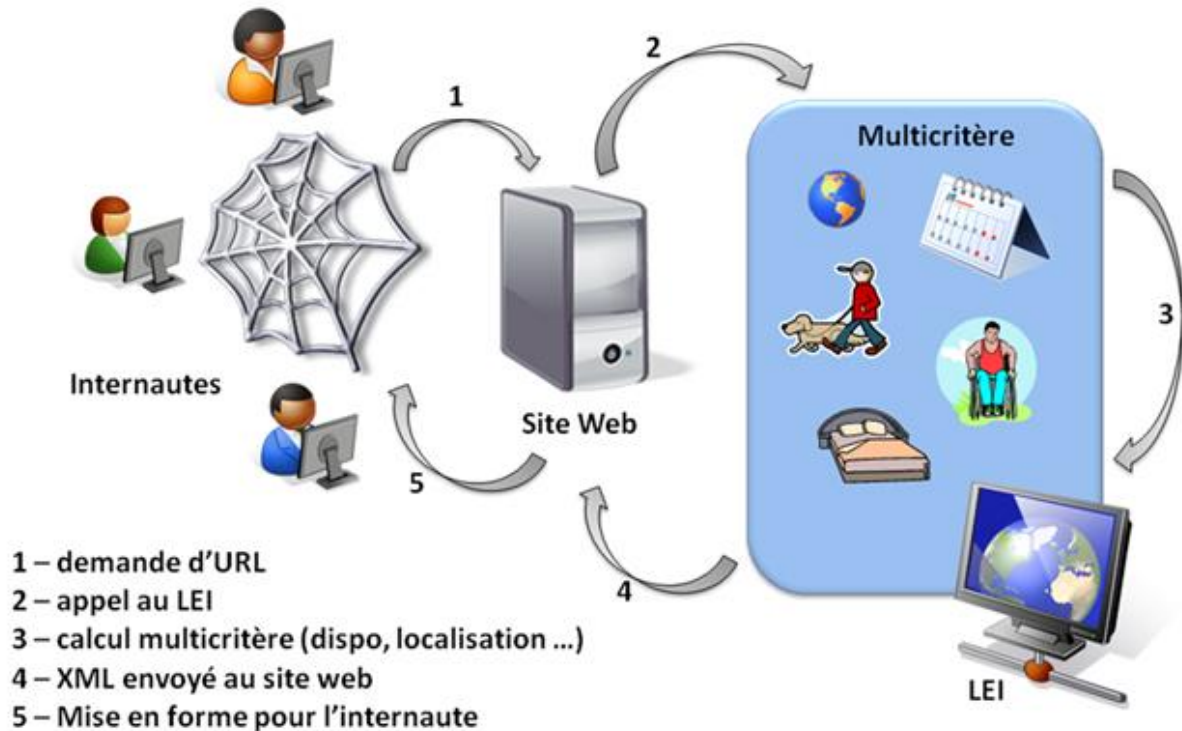 1
2
Multicritère
3
Internautes
Site Web
5
4
LEI
1 – demande d'URL
2 – appel au LEI
3 – calcul multicritère (dispo, localisation ...)
4 – XML envoyé au site web
5 – Mise en forme pour l'internaute